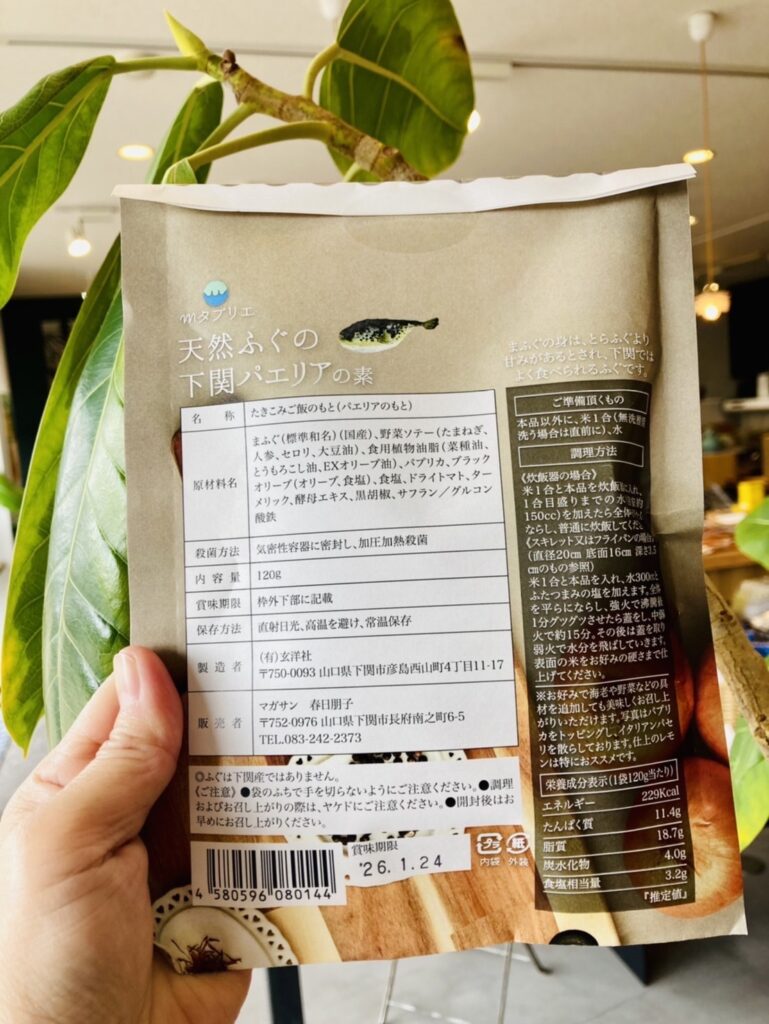 mタブリエ
天然ふぐの
下関パエリアの素
まふぐの身は、とらふぐより
甘みがあるとされ、下関では
よく食べられるふぐです。
名称 たきこみご飯のもと(パエリアのもと)
原材料名 まふぐ(標準和名)(国産)、野菜ソテー(たまねぎ、
人参、セロリ、大豆油)、食用植物油脂(菜種油、
とうもろこし油、EXオリーブ油)、パプリカ、ブラック
オリーブ(オリーブ、食塩)、食塩、ドライトマト、ター
メリック、酵母エキス、黒胡椒、サフラン/グルコン
酸鉄
殺菌方法 気密性容器に密封し、加圧加熱殺菌
内容量 120g
賞味期限 枠外下部に記載
保存方法 直射日光、高温を避け、常温保存
製造者 (有)玄洋社
〒750-0093 山口県下関市彦島西山町4丁目11-17
販売者 マガサン 春日朋子
〒752-0976 山口県下関市長府南之町6-5
TEL.083-242-2373
◎ふぐは下関産ではありません。
《ご注意》●袋のふちで手を切らないようにご注意ください。●調理
およびお召し上がりの際は、ヤケドにご注意ください。●開封後はお
早めにお召し上がりください。
4 580596 080144
賞味期限
'26.1.24
プラ
内袋
紙
外装
ご準備頂くもの
本品以外に、米1合(無洗米
洗う場合は直前に)、水
調理方法
《炊飯器の場合》
米1合と本品を炊飯に入れ、
1合目盛りまでの水
150cc)を加えたら全体
ならし、普通に炊飯してくだ
《スキレット又はフライパンの場合》
(直径20cm 底面16cm 深さ3.5
cmのもの参照)
米1合と本品を入れ、水300cc
ふたつまみの塩を加えます。全体
を平らにならし、強火で沸騰後
1分グツグツさせたら蓋をし、中弱
火で約15分。その後は蓋を取り
弱火で水分を飛ばしていきます。
表面の米をお好みの硬さまで仕
上げてください。
※お好みで海老や野菜などの具
材を追加しても美味しくお召し上
がりいただけます。写真はパプリ
カをトッピングし、イタリアンパセ
リを散らしております。仕上のレモ
ンは特におススメです。
栄養成分表示(1袋120g当たり)
エネルギー 229Kcal
たんぱく質 11.4g
脂質 18.7g
炭水化物 4.0g
食塩相当量 3.2g
『推定値』